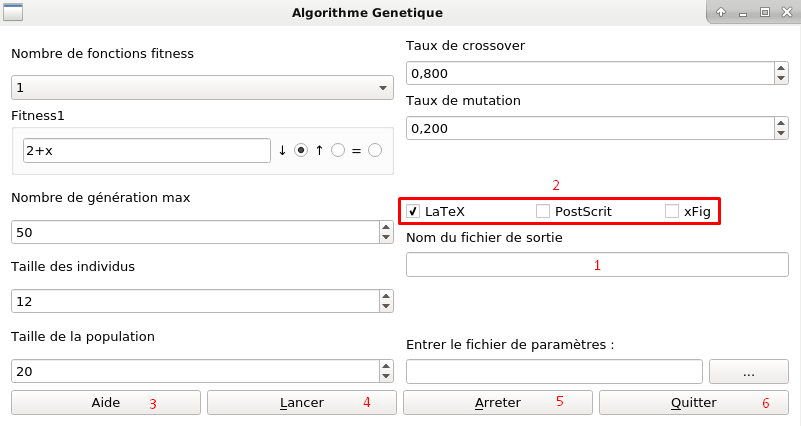 Algorithme Genetique
Nombre de fonctions fitness
1
Fitness1
2+x ↓ ↑ =
Nombre de génération max
50
Taille des individus
12
Taille de la population
20
Taux de crossover
0,800
Taux de mutation
0,200
2
LaTeX PostScrit xFig
Nom du fichier de sortie
1
Entrer le fichier de paramètres :
...
Aide 3 Lancer 4 Arreter 5 Quitter 6